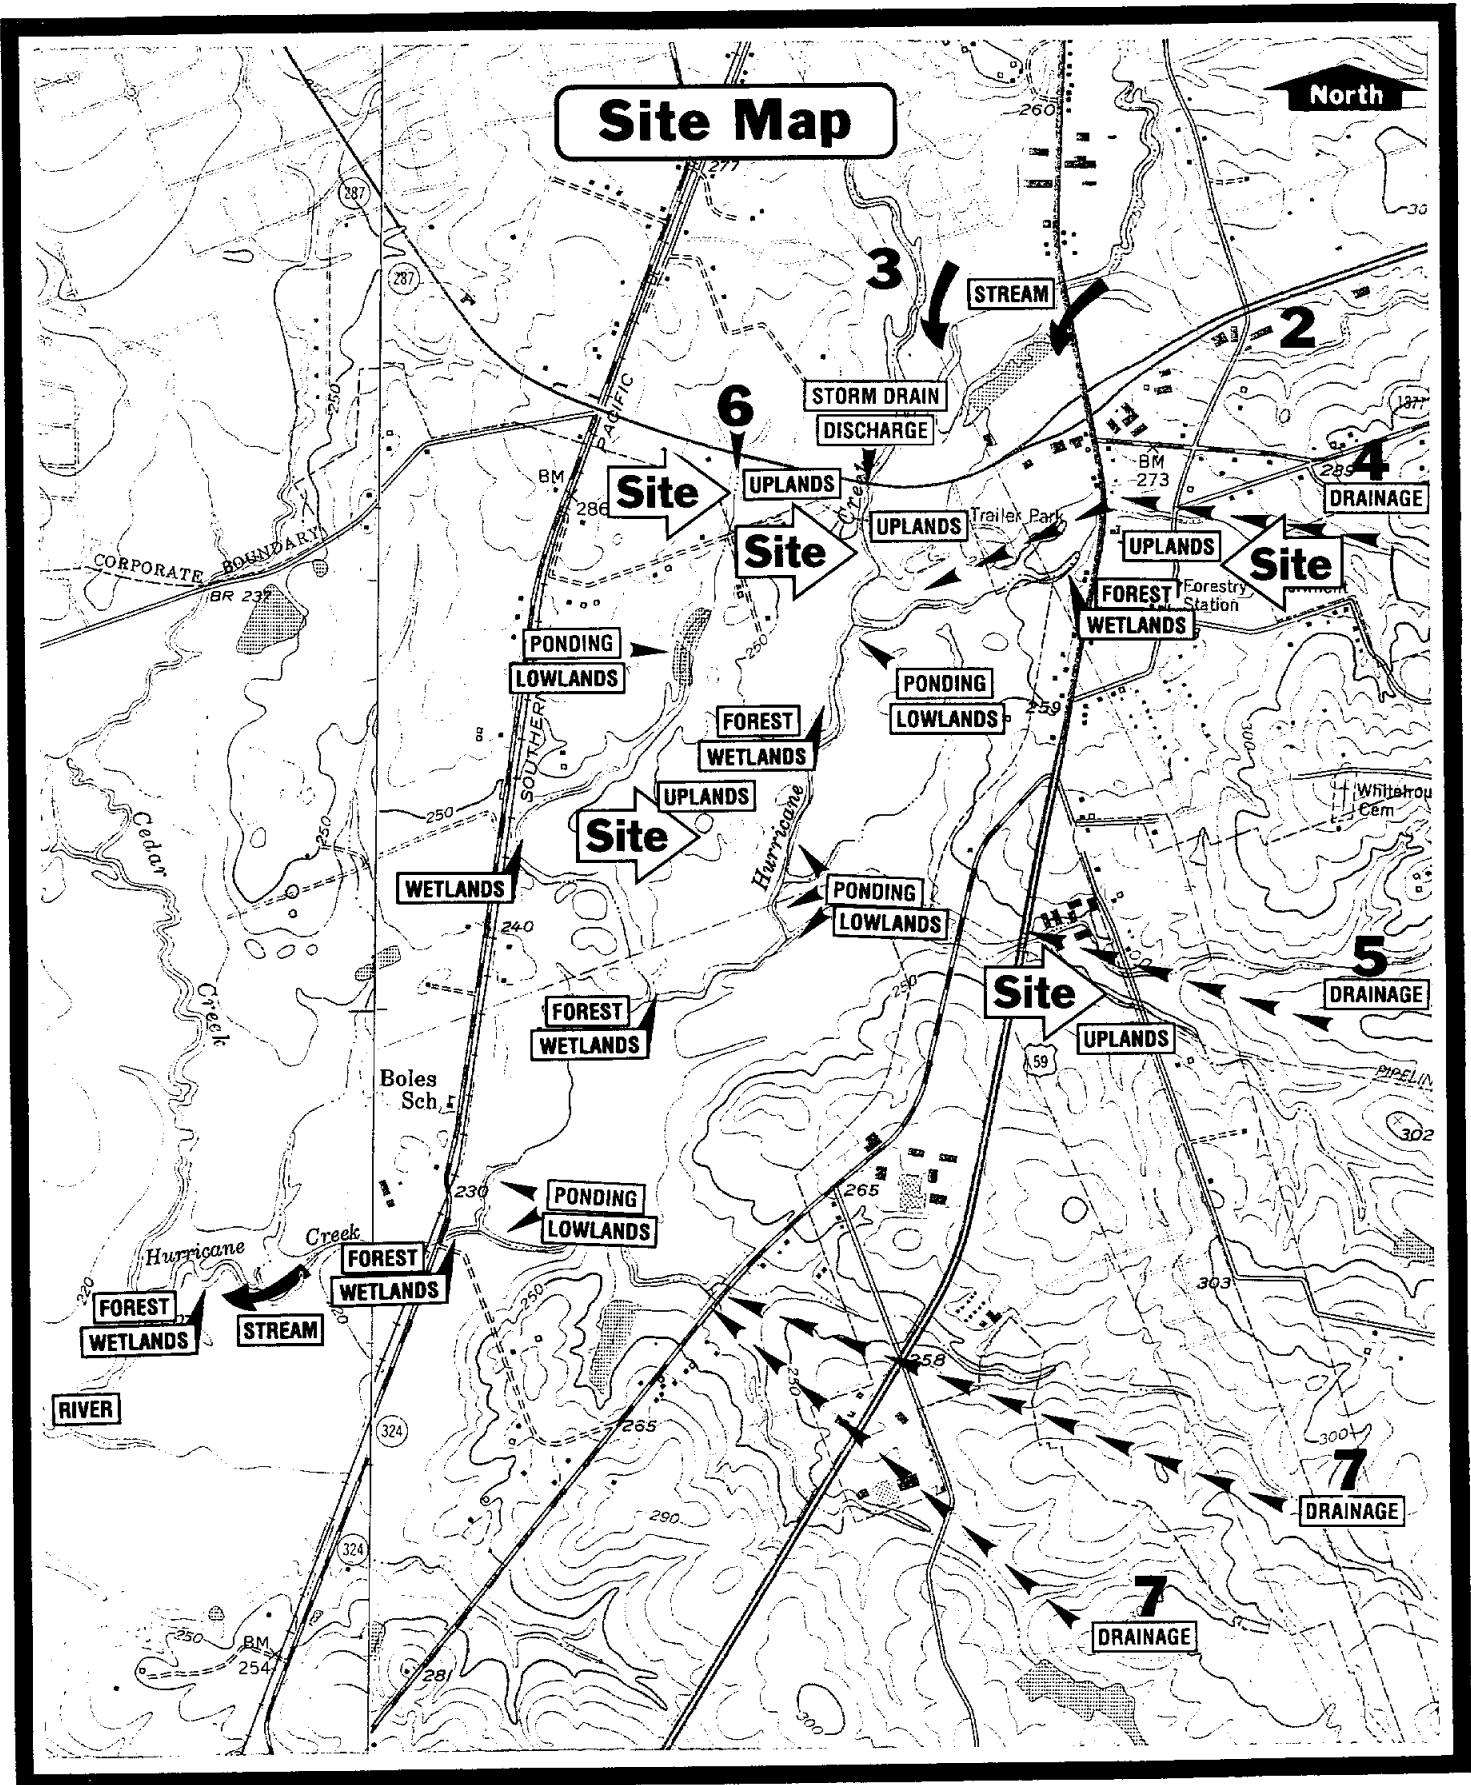 North
Site Map
260
277
287
30
3
287
STREAM
2
STORM DRAIN
DISCHARGE
6
PACIFIC
250
1377
BM
273
289
4
DRAINAGE
BM
286
Site
UPLANDS
Creek
UPLANDS
Trailer Park
Site
UPLANDS
Site
CORPORATE BOUNDARY
BR 237
FOREST
WETLANDS
Forestry
Station
PONDING
LOWLANDS
250
PONDING
LOWLANDS
259
FOREST
WETLANDS
SOUTHERN
300
UPLANDS
Site
250
250
Cedar
Creek
Hurricane
Cem
WETLANDS
PONDING
LOWLANDS
240
250
5
DRAINAGE
Site
UPLANDS
FOREST
WETLANDS
59
Boles
Sch
302
230
PONDING
LOWLANDS
265
Hurricane
Creek
FOREST
WETLANDS
220
250
303
FOREST
WETLANDS
STREAM
258
250
RIVER
324
265
300
7
DRAINAGE
290
324
7
DRAINAGE
250
BM
254
281
300